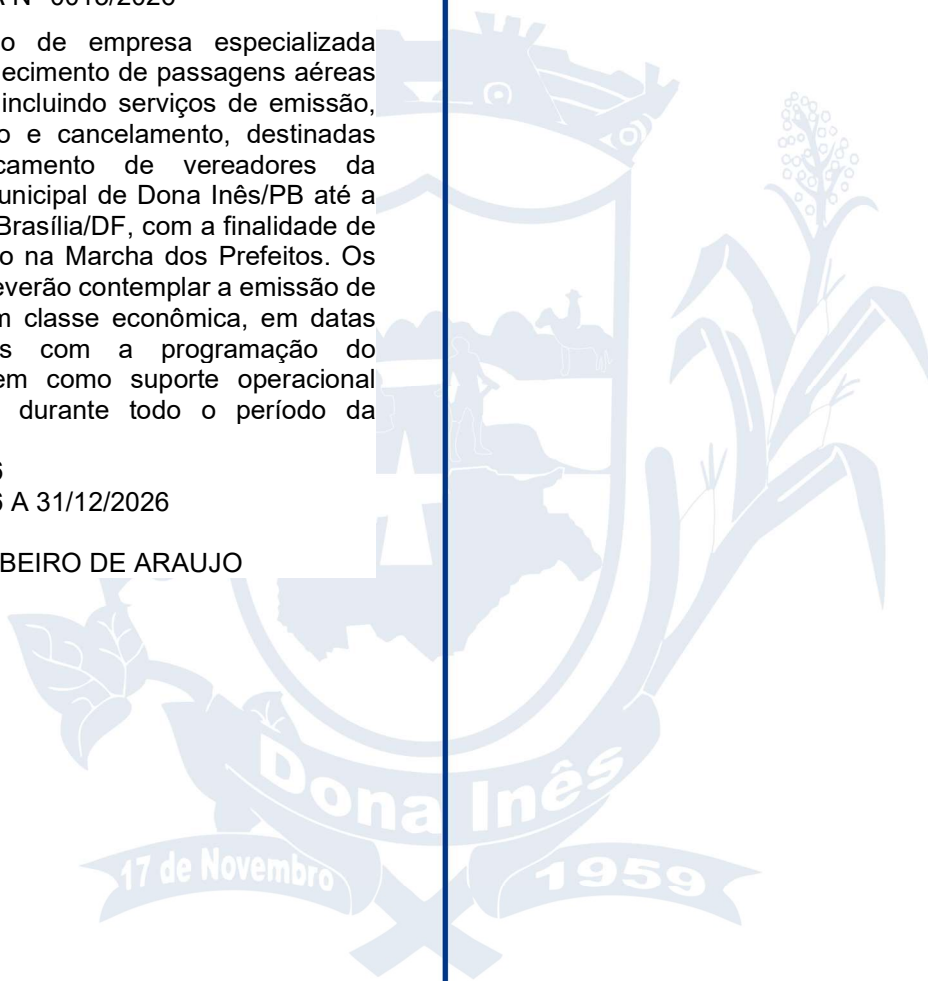 o de empresa especializada
ecimento de passagens aéreas
incluindo serviços de emissão,
o e cancelamento, destinadas
camento de vereadores da
unicipal de Dona Inês/PB até a
Brasília/DF, com a finalidade de
o na Marcha dos Prefeitos. Os
everão contemplar a emissão de
m classe econômica, em datas
s com a programação do
em como suporte operacional
durante todo o período da
6
6 A 31/12/2026
BEIRO DE ARAUJO
Dona Inês
17 de Novembro 1959